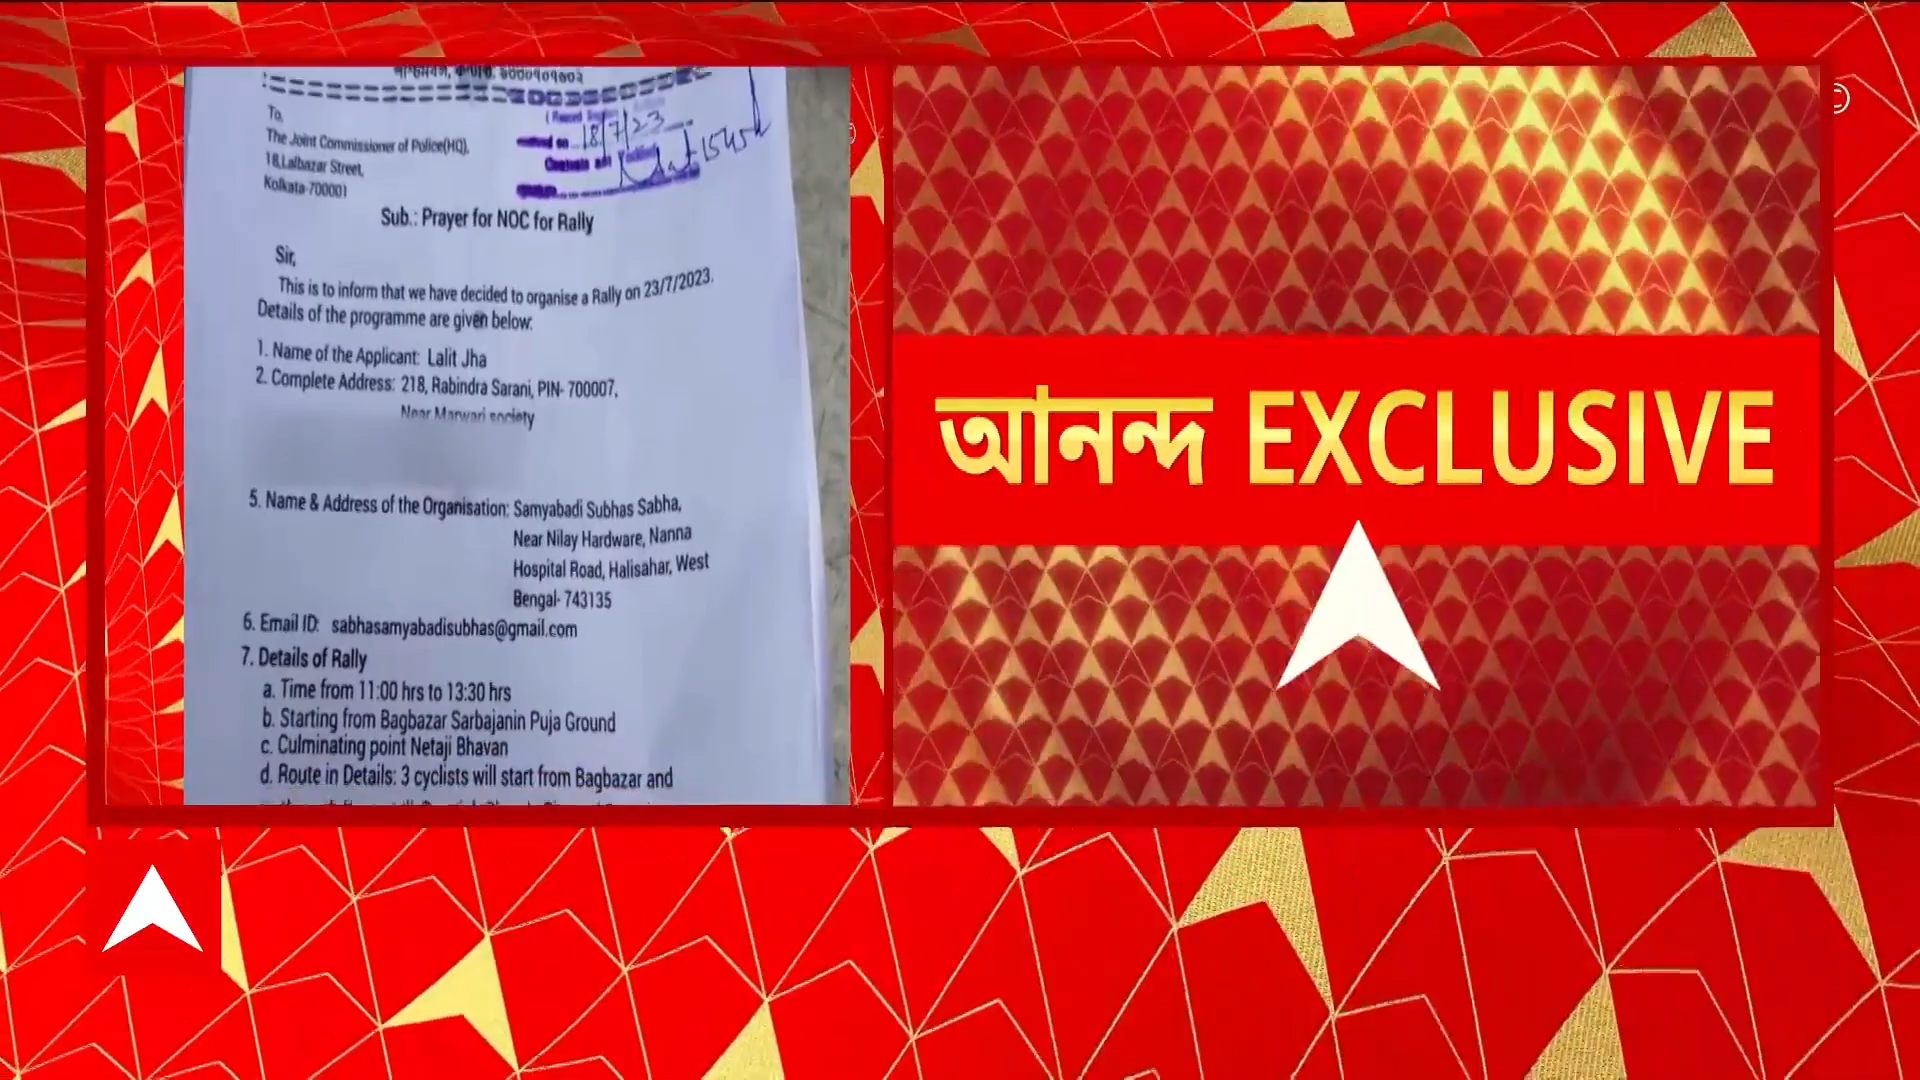 To,
The Joint Commissioner of Police(HQ),
18,Lalbazar Street,
Kolkata-700001
18/7/23
Sub.: Prayer for NOC for Rally
Sir,
This is to inform that we have decided to organise a Rally on 23/7/2023.
Details of the programme are given below:
1. Name of the Applicant: Lalit Jha
2. Complete Address: 218, Rabindra Sarani, PIN- 700007,
Near Marwari society
5. Name & Address of the Organisation: Samyabadi Subhas Sabha,
Near Nilay Hardware, Nanna
Hospital Road, Halisahar, West
Bengal- 743135
6. Email ID: sabhasamyabadisubhas@gmail.com
7. Details of Rally
a. Time from 11:00 hrs to 13:30 hrs
b. Starting from Bagbazar Sarbajanin Puja Ground
c. Culminating point Netaji Bhavan
d. Route in Details: 3 cyclists will start from Bagbazar and
আনন্দ EXCLUSIVE